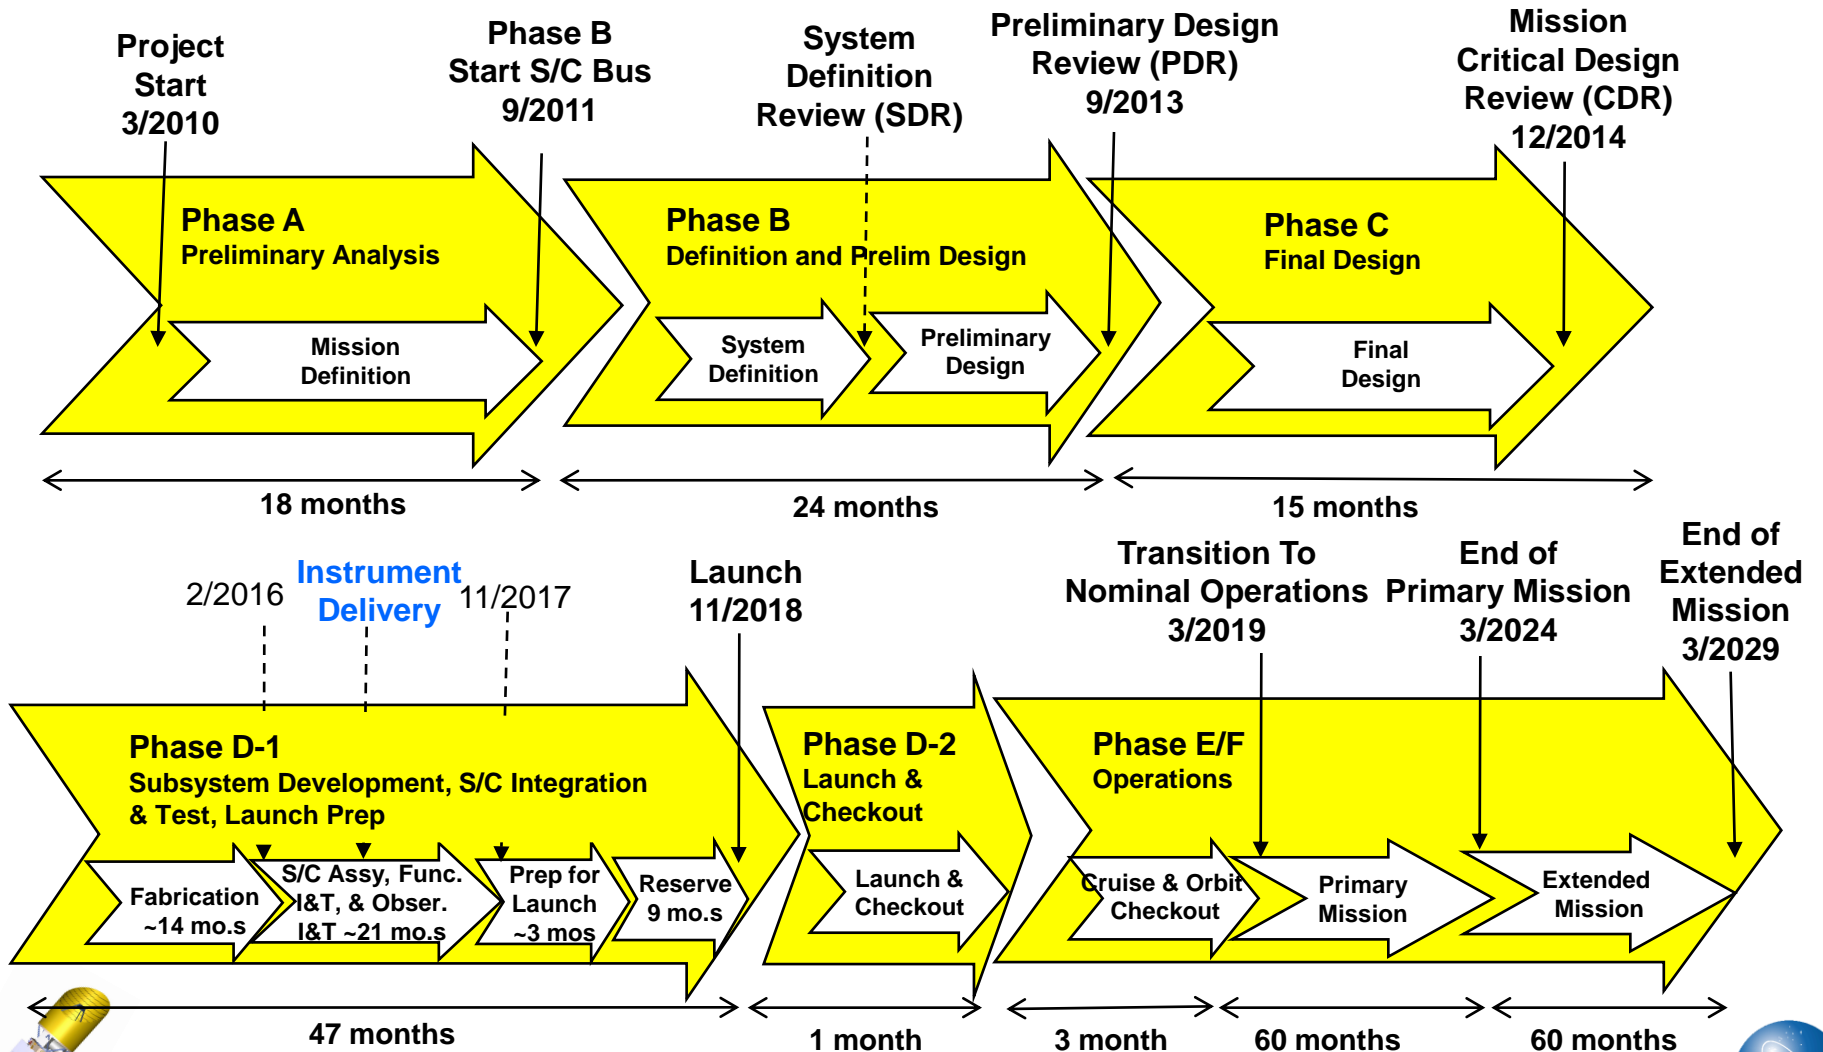 Project
Start
3/2010
Phase B
Start S/C Bus
9/2011
System
Definition
Review (SDR)
Preliminary Design
Review (PDR)
9/2013
Mission
Critical Design
Review (CDR)
12/2014
Phase A
Preliminary Analysis
Mission
Definition
Phase B
Definition and Prelim Design
System
Definition
Preliminary
Design
Phase C
Final Design
Final
Design
18 months
24 months
15 months
2/2016
Instrument
Delivery
11/2017
Launch
11/2018
Transition To
Nominal Operations
3/2019
End of
Primary Mission
3/2024
End of
Extended
Mission
3/2029
Phase D-1
Subsystem Development, S/C Integration
& Test, Launch Prep
Fabrication
~14 mo.s
S/C Assy, Func.
I&T, & Obser.
I&T ~21 mo.s
Prep for
Launch
~3 mos
Reserve
9 mo.s
Phase D-2
Launch &
Checkout
Launch &
Checkout
Phase E/F
Operations
Cruise & Orbit
Checkout
Primary
Mission
Extended
Mission
47 months
1 month
3 month
60 months
60 months